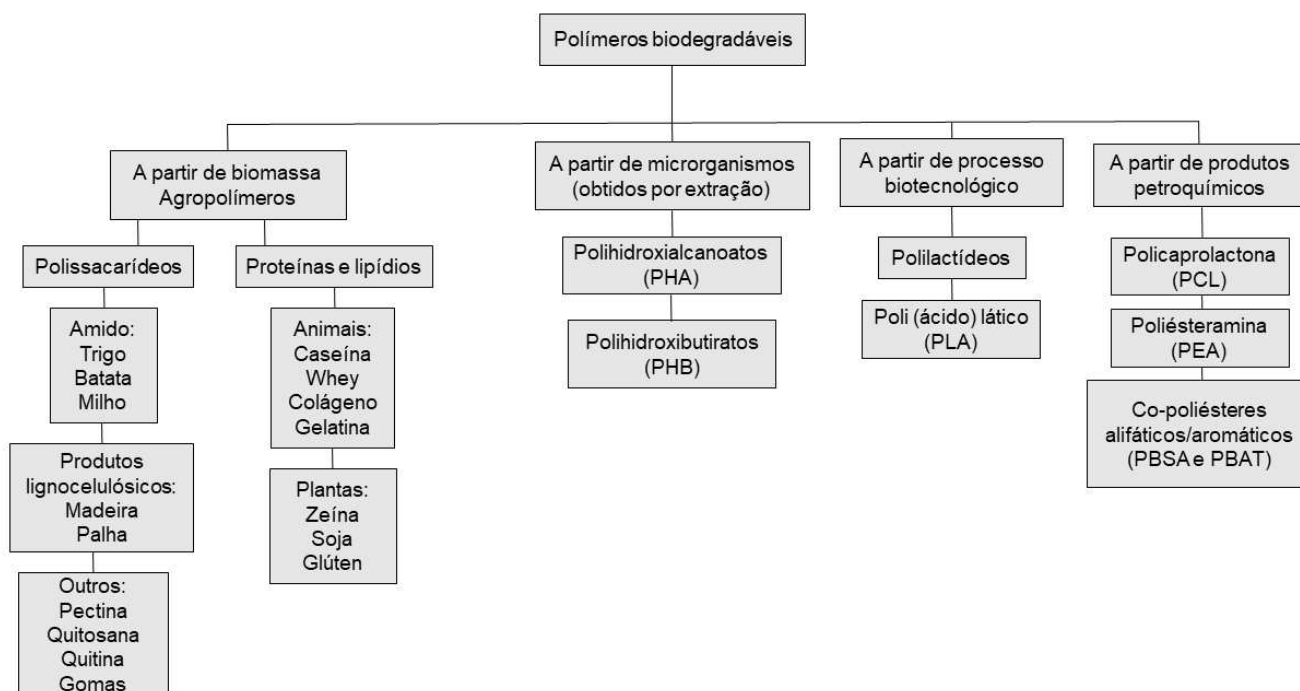 Polímeros biodegradáveis
A partir de biomassa
Agropolímeros
A partir de microrganismos
(obtidos por extração)
A partir de processo
biotecnológico
A partir de produtos
petroquímicos
Polissacarídeos
Proteínas e lipídios
Polihidroxialcanoatos
(PHA)
Polilactídeos
Policaprolactona
(PCL)
Amido:
Trigo
Batata
Milho
Animais:
Caseína
Whey
Colágeno
Gelatina
Polihidroxibutiratos
(PHB)
Poli (ácido) lático
(PLA)
Poliésteramina
(PEA)
Co-poliésteres
alifáticos/aromáticos
(PBSA e PBAT)
Produtos
lignocelulósicos:
Madeira
Palha
Plantas:
Zeína
Soja
Glúten
Outros:
Pectina
Quitosana
Quitina
Gomas